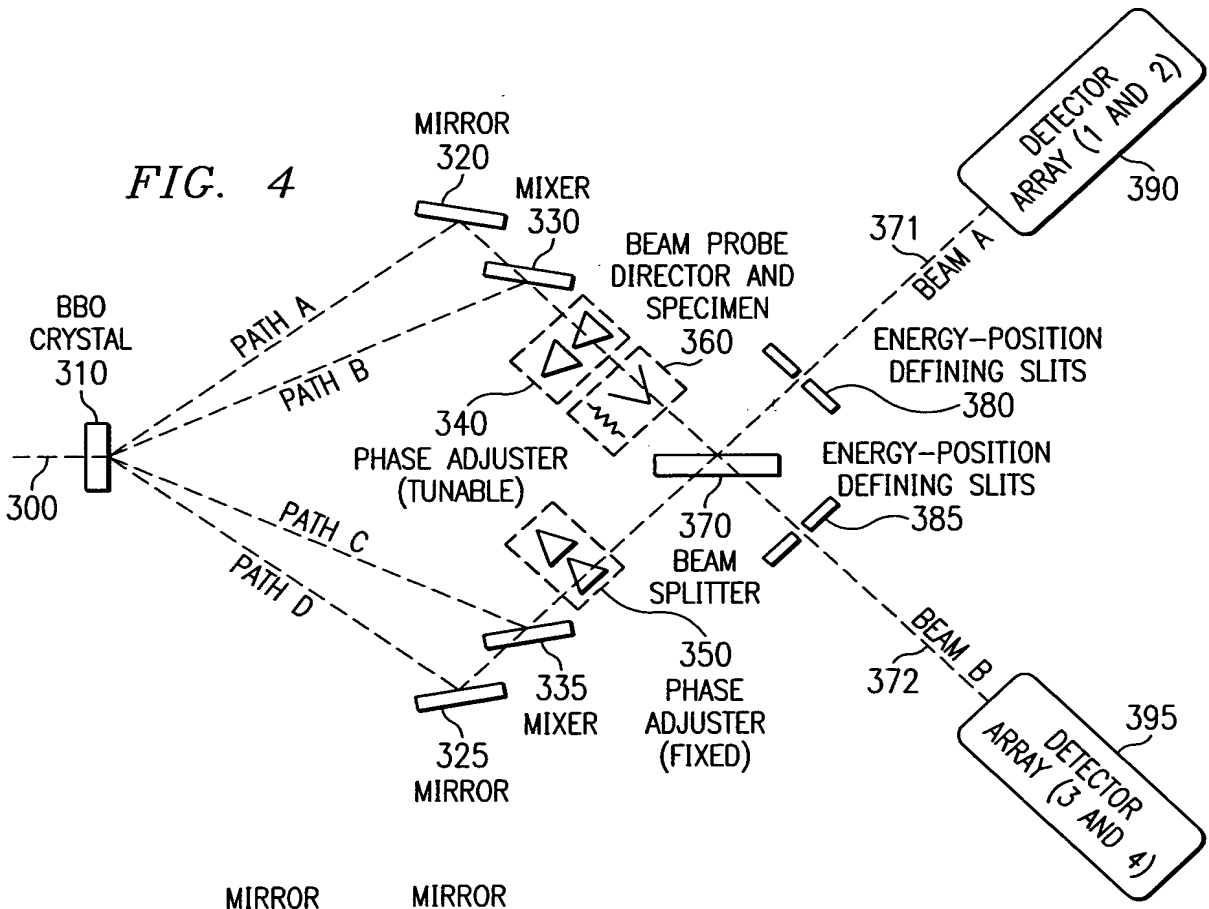 FIG. 4
MIRROR
320
MIXER
330
BEAM PROBE
DIRECTOR AND
SPECIMEN
360
DETECTOR
ARRAY (1 AND 2)
390
371
BEAM A
BBO
CRYSTAL
310
PATH A
PATH B
340
PHASE ADJUSTER
(TUNABLE)
ENERGY-POSITION
DEFINING SLITS
380
300
ENERGY-POSITION
DEFINING SLITS
385
370
BEAM
SPLITTER
PATH C
PATH D
350
PHASE
ADJUSTER
(FIXED)
335
MIXER
325
MIRROR
BEAM B
372
395
DETECTOR
ARRAY (3 AND 4)
MIRROR MIRROR